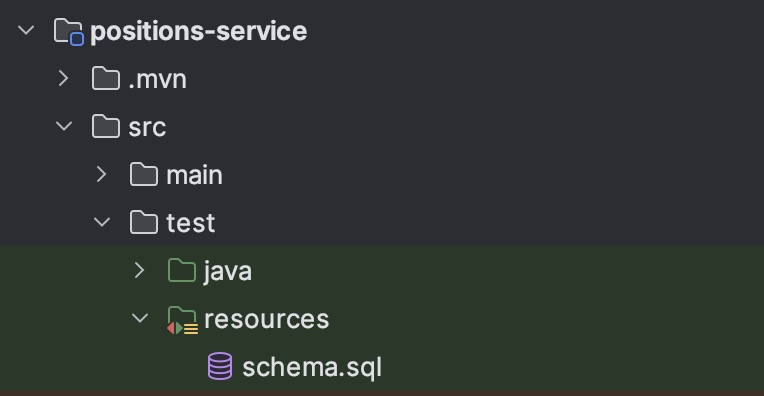 positions-service
.mvn
src
main
test
java
resources
schema.sql